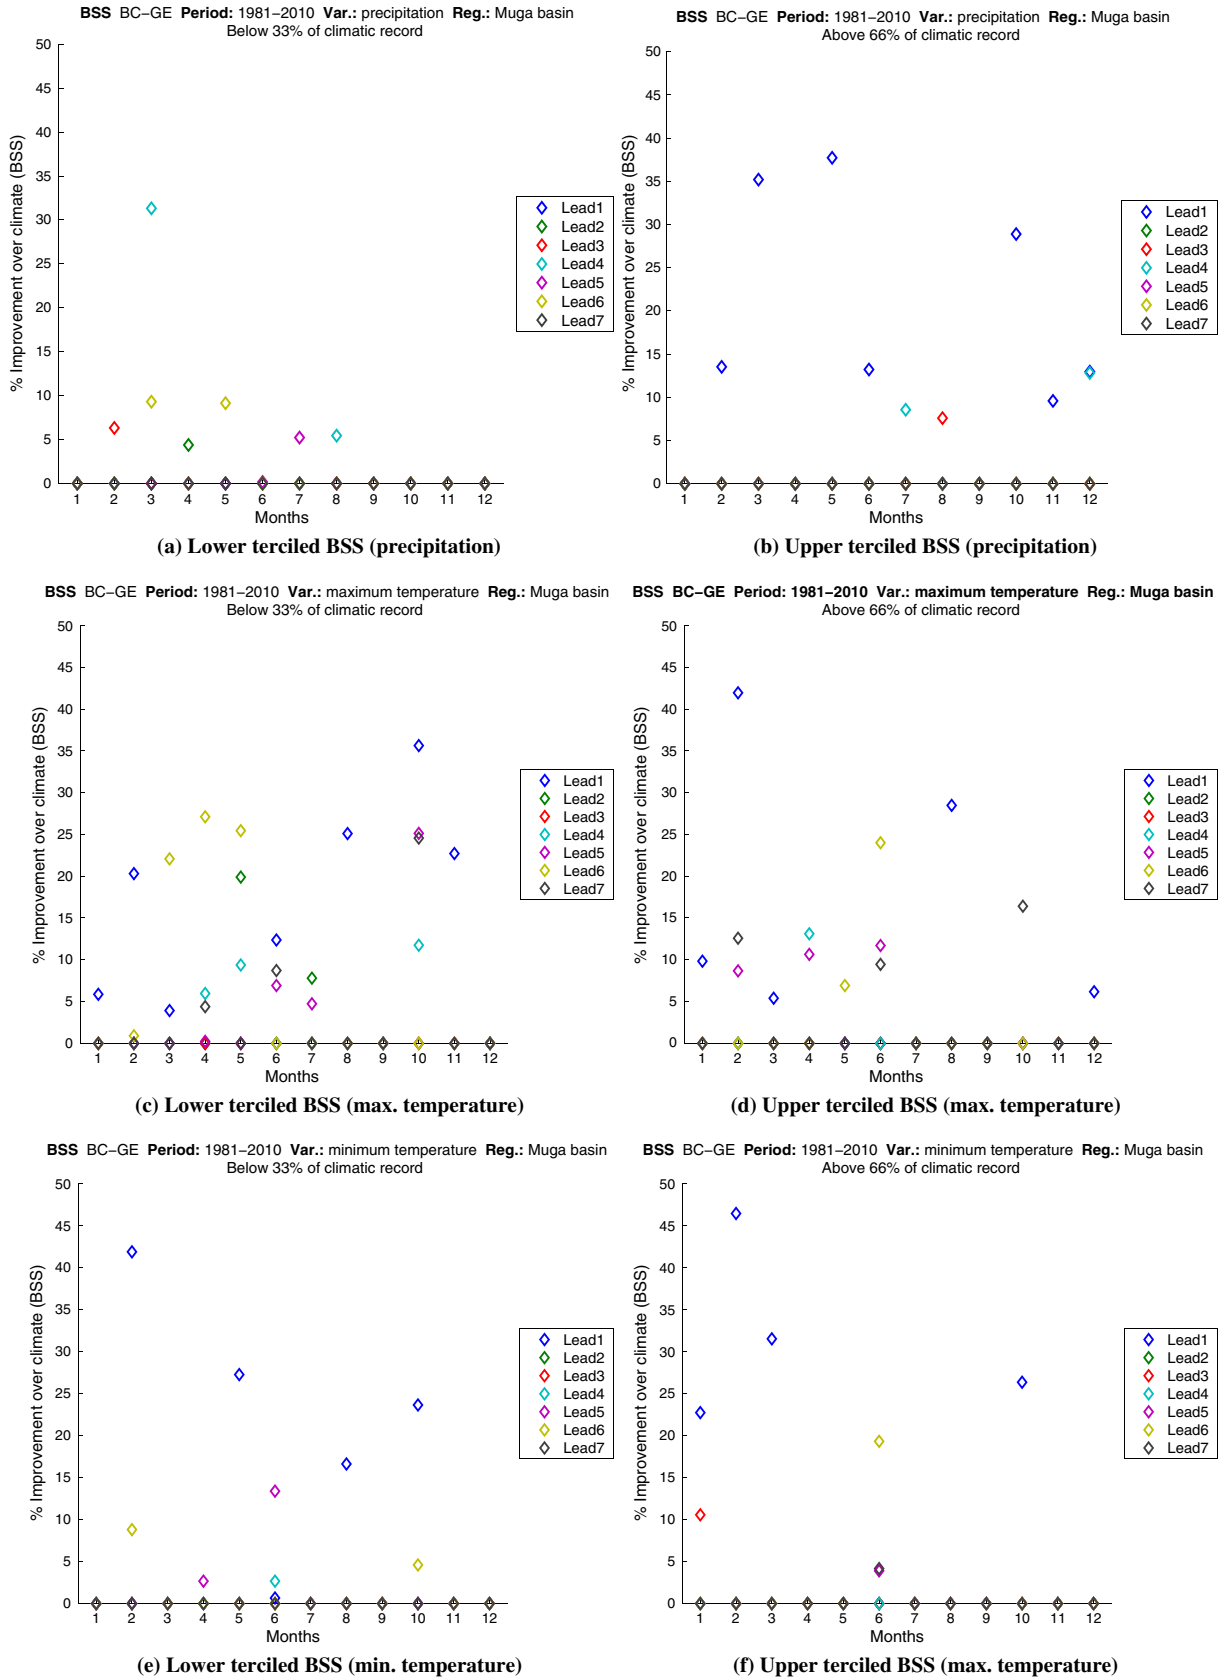 BSS BC−GE Period: 1981−2010 Var.: precipitation Reg.: Muga basin
Below 33% of climatic record
50
45
40
35
30
25
20
15
10
5
0
% Improvement over climate (BSS)
Lead1
Lead2
Lead3
Lead4
Lead5
Lead6
Lead7
1 2 3 4 5 6 7 8 9 10 11 12
Months
(a) Lower terciled BSS (precipitation)
BSS BC−GE Period: 1981−2010 Var.: precipitation Reg.: Muga basin
Above 66% of climatic record
50
45
40
35
30
25
20
15
10
5
0
% Improvement over climate (BSS)
Lead1
Lead2
Lead3
Lead4
Lead5
Lead6
Lead7
1 2 3 4 5 6 7 8 9 10 11 12
Months
(b) Upper terciled BSS (precipitation)
BSS BC−GE Period: 1981−2010 Var.: maximum temperature Reg.: Muga basin
Below 33% of climatic record
50
45
40
35
30
25
20
15
10
5
0
% Improvement over climate (BSS)
Lead1
Lead2
Lead3
Lead4
Lead5
Lead6
Lead7
1 2 3 4 5 6 7 8 9 10 11 12
Months
(c) Lower terciled BSS (max. temperature)
BSS BC−GE Period: 1981−2010 Var.: maximum temperature Reg.: Muga basin
Above 66% of climatic record
50
45
40
35
30
25
20
15
10
5
0
% Improvement over climate (BSS)
Lead1
Lead2
Lead3
Lead4
Lead5
Lead6
Lead7
1 2 3 4 5 6 7 8 9 10 11 12
Months
(d) Upper terciled BSS (max. temperature)
BSS BC−GE Period: 1981−2010 Var.: minimum temperature Reg.: Muga basin
Below 33% of climatic record
50
45
40
35
30
25
20
15
10
5
0
% Improvement over climate (BSS)
Lead1
Lead2
Lead3
Lead4
Lead5
Lead6
Lead7
1 2 3 4 5 6 7 8 9 10 11 12
Months
(e) Lower terciled BSS (min. temperature)
BSS BC−GE Period: 1981−2010 Var.: minimum temperature Reg.: Muga basin
Above 66% of climatic record
50
45
40
35
30
25
20
15
10
5
0
% Improvement over climate (BSS)
Lead1
Lead2
Lead3
Lead4
Lead5
Lead6
Lead7
1 2 3 4 5 6 7 8 9 10 11 12
Months
(f) Upper terciled BSS (max. temperature)